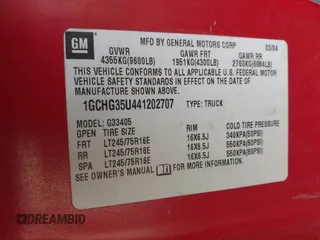 GM
MFD BY GENERAL MOTORS CORP 03/04
GVWR GAWR FRT GAWR RR
4355KG(9600LB) 1951KG(4300LB) 2760KG(6084LB)
THIS VEHICLE CONFORMS TO ALL APPLICABLE U.S. FEDERAL
MOTOR VEHICLE SAFETY STANDARDS IN EFFECT ON THE DATE OF
MANUFACTURE SHOWN ABOVE.
1GCHG35U441202707 TYPE: TRUCK
MODEL: G33405
GPN TIRE SIZE RIM COLD TIRE PRESSURE
FRT LT245/75R16E 16X6.5J 340KPA(50PSI)
RR LT245/75R16E 16X6.5J 550KPA(80PSI)
SPA LT245/75R16E 16X6.5J 550KPA(80PSI)
SEE OWNER'S MANUAL FOR ADDITIONAL INFORMATION.
DREAMBID